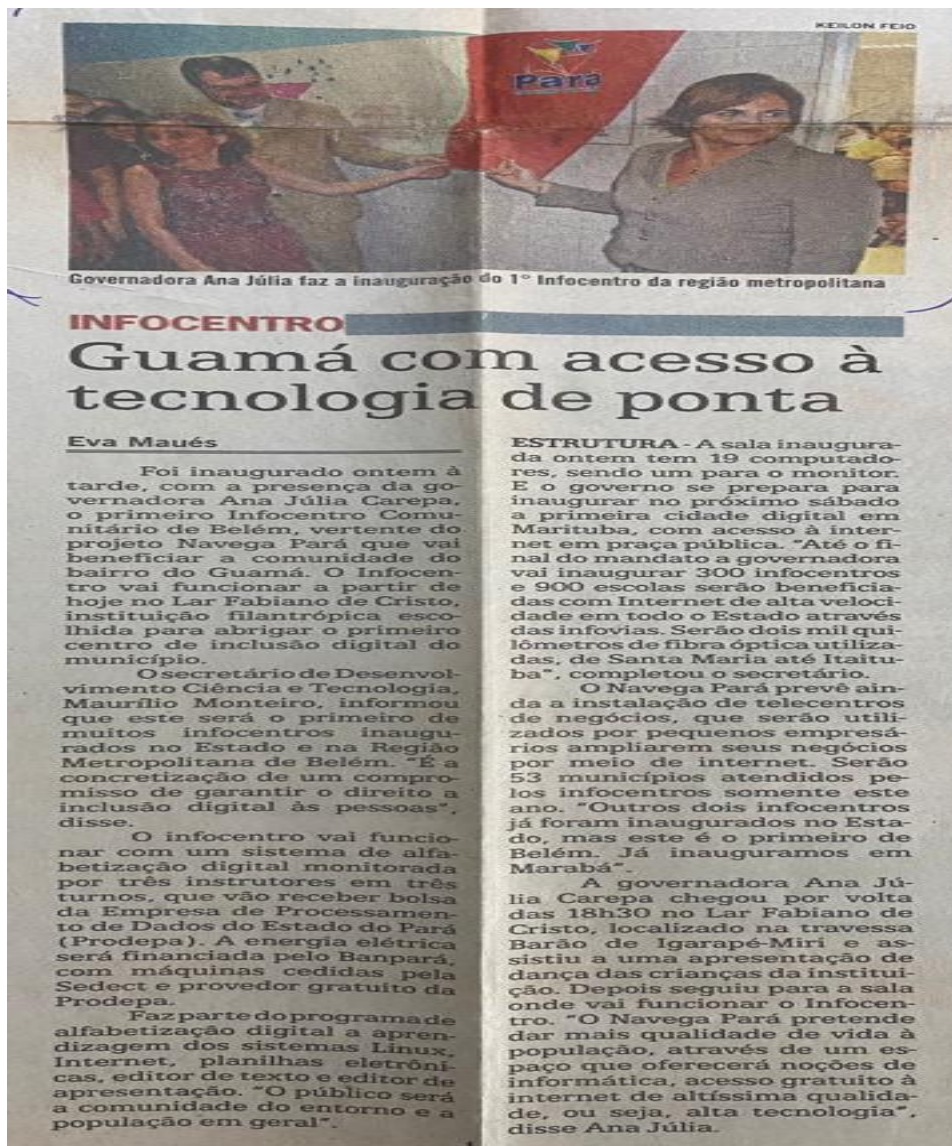 KEILON FEIO
Pará
Governadora Ana Júlia faz a inauguração do 1º Infocentro da região metropolitana
INFOCENTRO
Guamá com acesso à
tecnologia de ponta
Eva Maués
Foi inaugurado ontem à
tarde, com a presença da go-
vernadora Ana Júlia Carepa,
o primeiro Infocentro Comu-
nitário de Belém, vertente do
projeto Navega Pará que vai
beneficiar a comunidade do
bairro do Guamá. O Infocen-
tro vai funcionar a partir de
hoje no Lar Fabiano de Cristo,
instituição filantrópica esco-
lhida para abrigar o primeiro
centro de inclusão digital do
município.
O secretário de Desenvol-
vimento Ciência e Tecnologia,
Maurílio Monteiro, informou
que este será o primeiro de
muitos infocentros inaugu-
rados no Estado e na Região
Metropolitana de Belém. "É a
concretização de um compro-
misso de garantir o direito a
inclusão digital às pessoas",
disse.
O infocentro vai funcio-
nar com um sistema de alfa-
betização digital monitorada
por três instrutores em três
turnos, que vão receber bolsa
da Empresa de Processamen-
to de Dados do Estado do Pará
(Prodepa). A energia elétrica
será financiada pelo Banpará,
com máquinas cedidas pela
Sedect e provedor gratuito da
Prodepa.
Faz parte do programa de
alfabetização digital a apren-
dizagem dos sistemas Linux,
Internet, planilhas eletrôni-
cas, editor de texto e editor de
apresentação. "O público será
a comunidade do entorno e a
população em geral".
ESTRUTURA - A sala inaugura-
da ontem tem 19 computado-
res, sendo um para o monitor.
E o governo se prepara para
inaugurar no próximo sábado
a primeira cidade digital em
Marituba, com acesso à inter-
net em praça pública. "Até o fi-
nal do mandato a governadora
vai inaugurar 300 infocentros
e 900 escolas serão beneficia-
das com Internet de alta veloci-
dade em todo o Estado através
das infovias. Serão dois mil qui-
lômetros de fibra óptica utiliza-
das, de Santa Maria até Itaitu-
ba", completou o secretário.
O Navega Pará prevê ain-
da a instalação de telecentros
de negócios, que serão utili-
zados por pequenos empresá-
rios ampliarem seus negócios
por meio de internet. Serão
53 municípios atendidos pe-
los infocentros somente este
ano. "Outros dois infocentros
já foram inaugurados no Esta-
do, mas este é o primeiro de
Belém. Já inauguramos em
Marabá".
A governadora Ana Jú-
lia Carepa chegou por volta
das 18h30 no Lar Fabiano de
Cristo, localizado na travessa
Barão de Igarapé-Miri e as-
sistiu a uma apresentação de
dança das crianças da institui-
ção. Depois seguiu para a sala
onde vai funcionar o Infocen-
tro. "O Navega Pará pretende
dar mais qualidade de vida à
população, através de um es-
paço que oferecerá noções de
informática, acesso gratuito à
internet de altíssima qualida-
de, ou seja, alta tecnologia",
disse Ana Júlia.